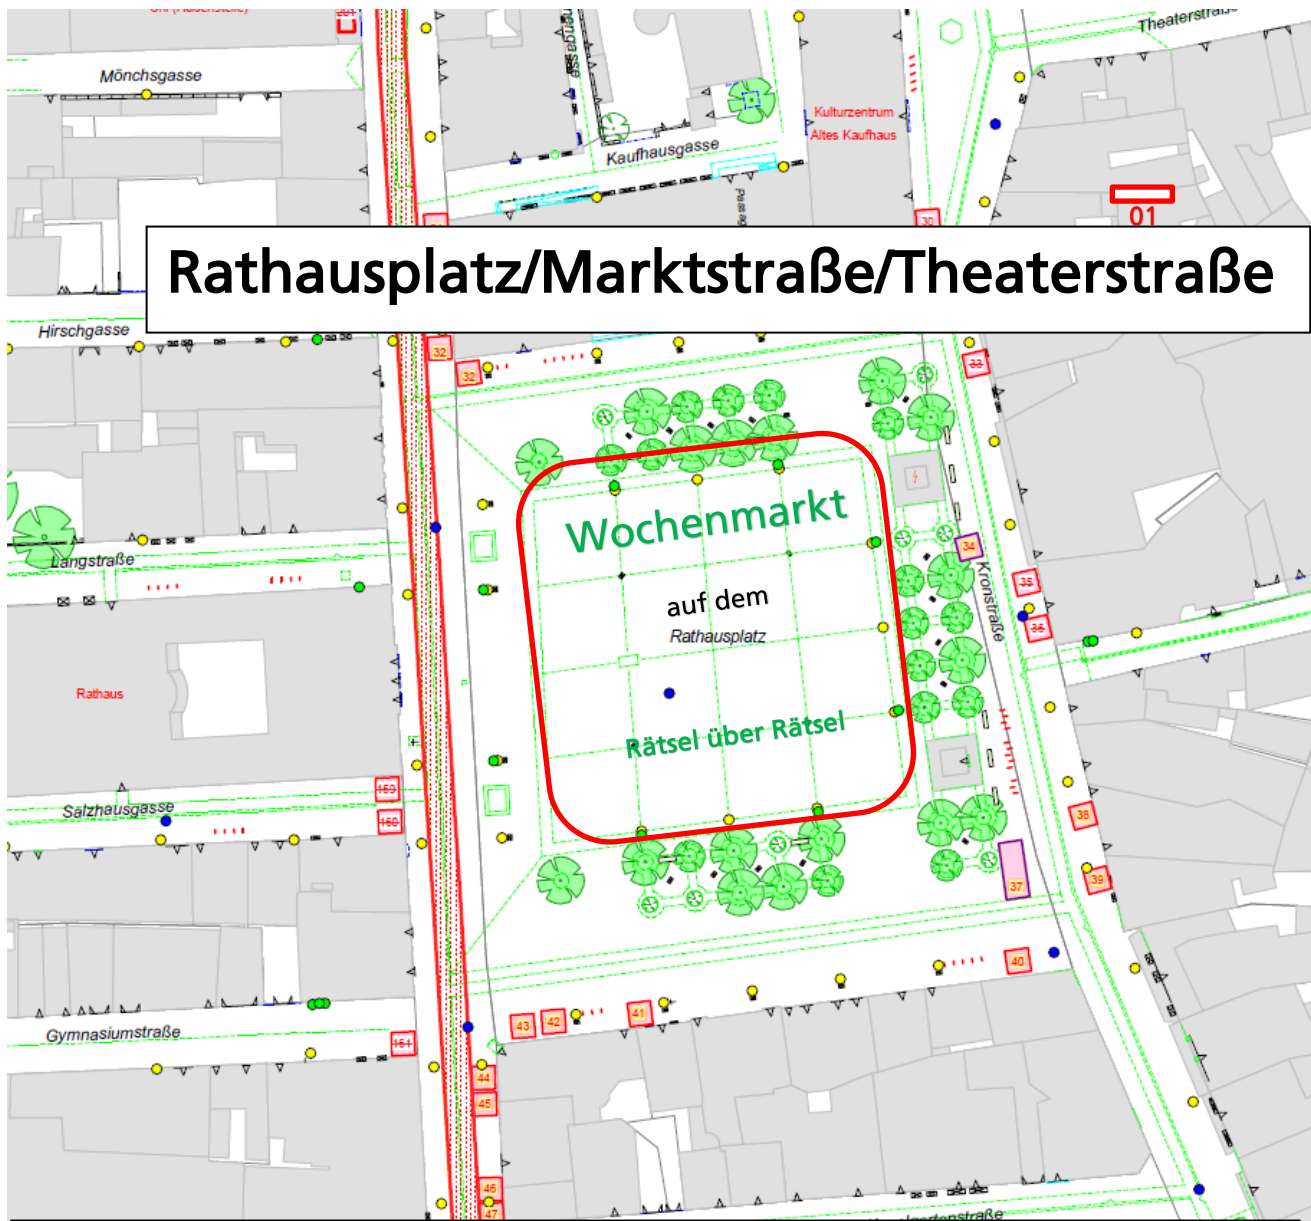 Theaterstraße
Mönchsgasse
Kulturzentrum
Altes Kaufhaus
Kaufhausgasse
30
01
Rathausplatz/Marktstraße/Theaterstraße
Hirschgasse
32
32
33
Wochenmarkt
34
Langstraße
Kronstraße
35
auf dem
Rathausplatz
36
Rathaus
Rätsel über Rätsel
159
Salzhausgasse
160
38
37
39
40
41
42
43
Gymnasiumstraße
161
44
45
46
47